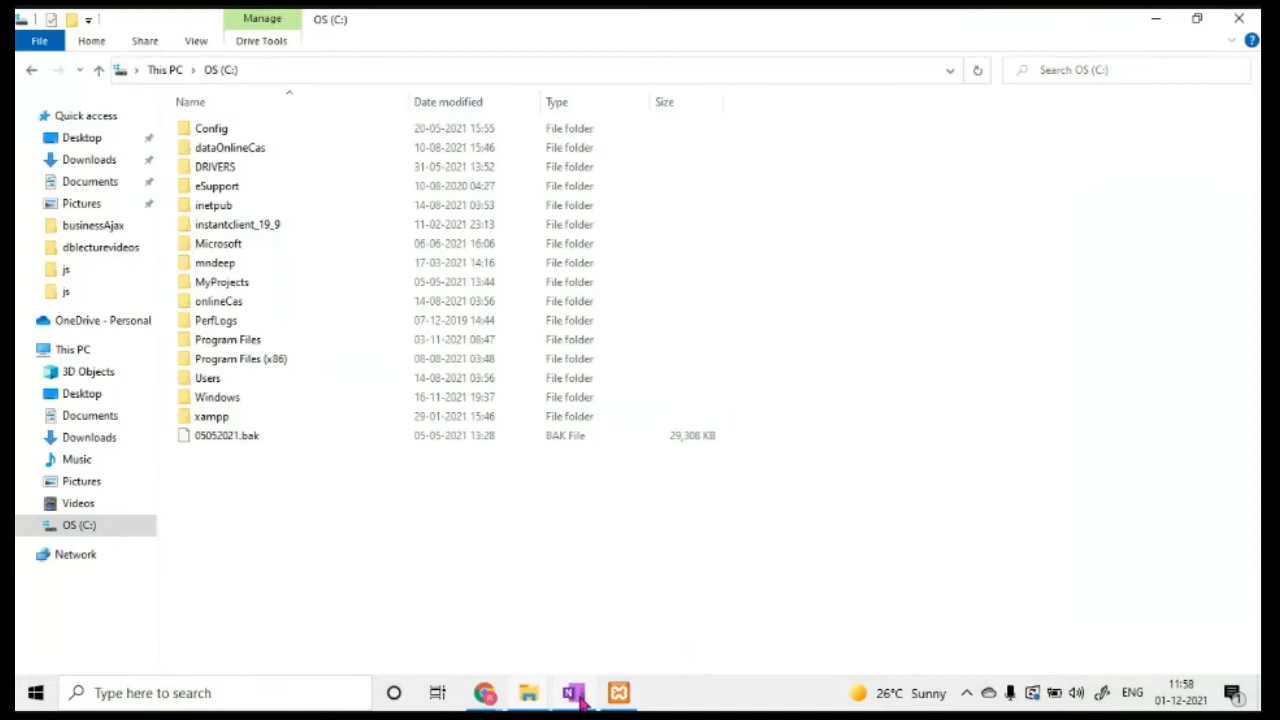 Manage OS (C:)
File Home Share View Drive Tools
This PC > OS (C:) Search OS (C:)
Name Date modified Type Size
Quick access
Desktop
Downloads
Documents
Pictures
businessAjax
dblecturevideos
js
js
OneDrive - Personal
This PC
3D Objects
Desktop
Documents
Downloads
Music
Pictures
Videos
OS (C:)
Network
Config 20-05-2021 15:55 File folder
dataOnlineCas 10-08-2021 15:46 File folder
DRIVERS 31-05-2021 13:52 File folder
eSupport 10-08-2020 04:27 File folder
inetpub 14-08-2021 03:53 File folder
instantclient_19_9 11-02-2021 23:13 File folder
Microsoft 06-06-2021 16:06 File folder
mndeep 17-03-2021 14:16 File folder
MyProjects 05-05-2021 13:44 File folder
onlineCas 14-08-2021 03:56 File folder
PerfLogs 07-12-2019 14:44 File folder
Program Files 03-11-2021 08:47 File folder
Program Files (x86) 08-08-2021 03:48 File folder
Users 14-08-2021 03:56 File folder
Windows 16-11-2021 19:37 File folder
xampp 29-01-2021 15:46 File folder
05052021.bak 05-05-2021 13:28 BAK File 29,308 KB
Type here to search
26°C Sunny
ENG
11:58
01-12-2021
1